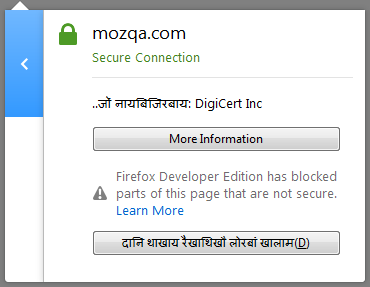 mozqa.com
Secure Connection
..जों नायबिजिरबाय: DigiCert Inc
More Information
Firefox Developer Edition has blocked
parts of this page that are not secure.
Learn More
दानि थाखाय रैखाथिखौ लोरबां खालाम(D)